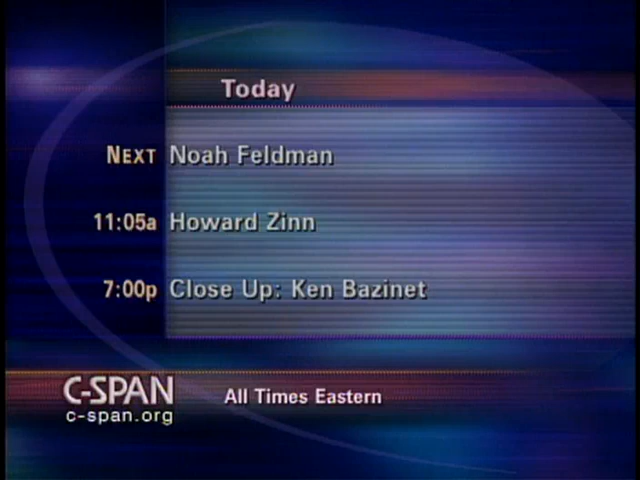 Today
NEXT Noah Feldman
11:05a Howard Zinn
7:00p Close Up: Ken Bazinet
C-SPAN
c-span.org
All Times Eastern